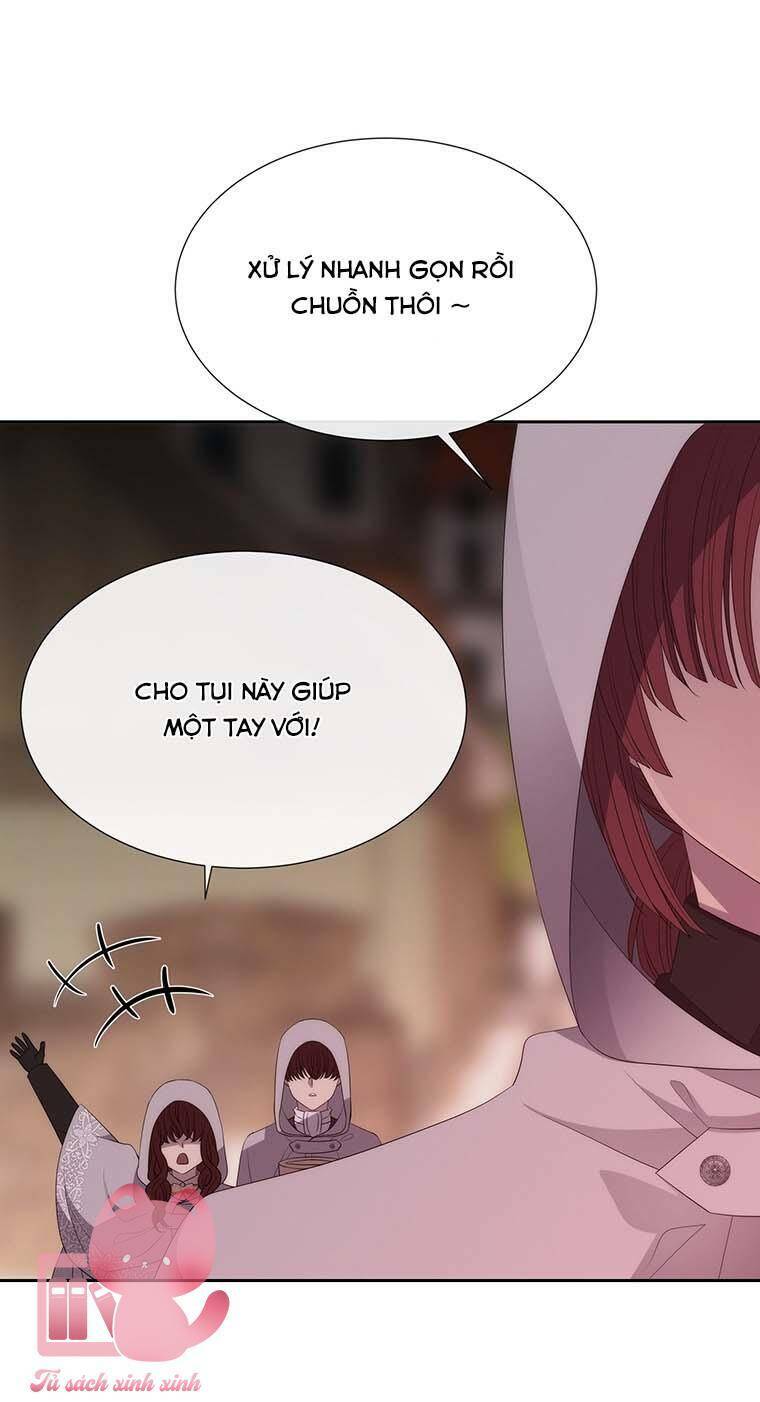 XỬ LÝ NHANH GỌN RỒI
CHUỒN THÔI ~
CHO TỤI NÀY GIÚP
MỘT TAY VỚI!
Tủ sách xinh xinh